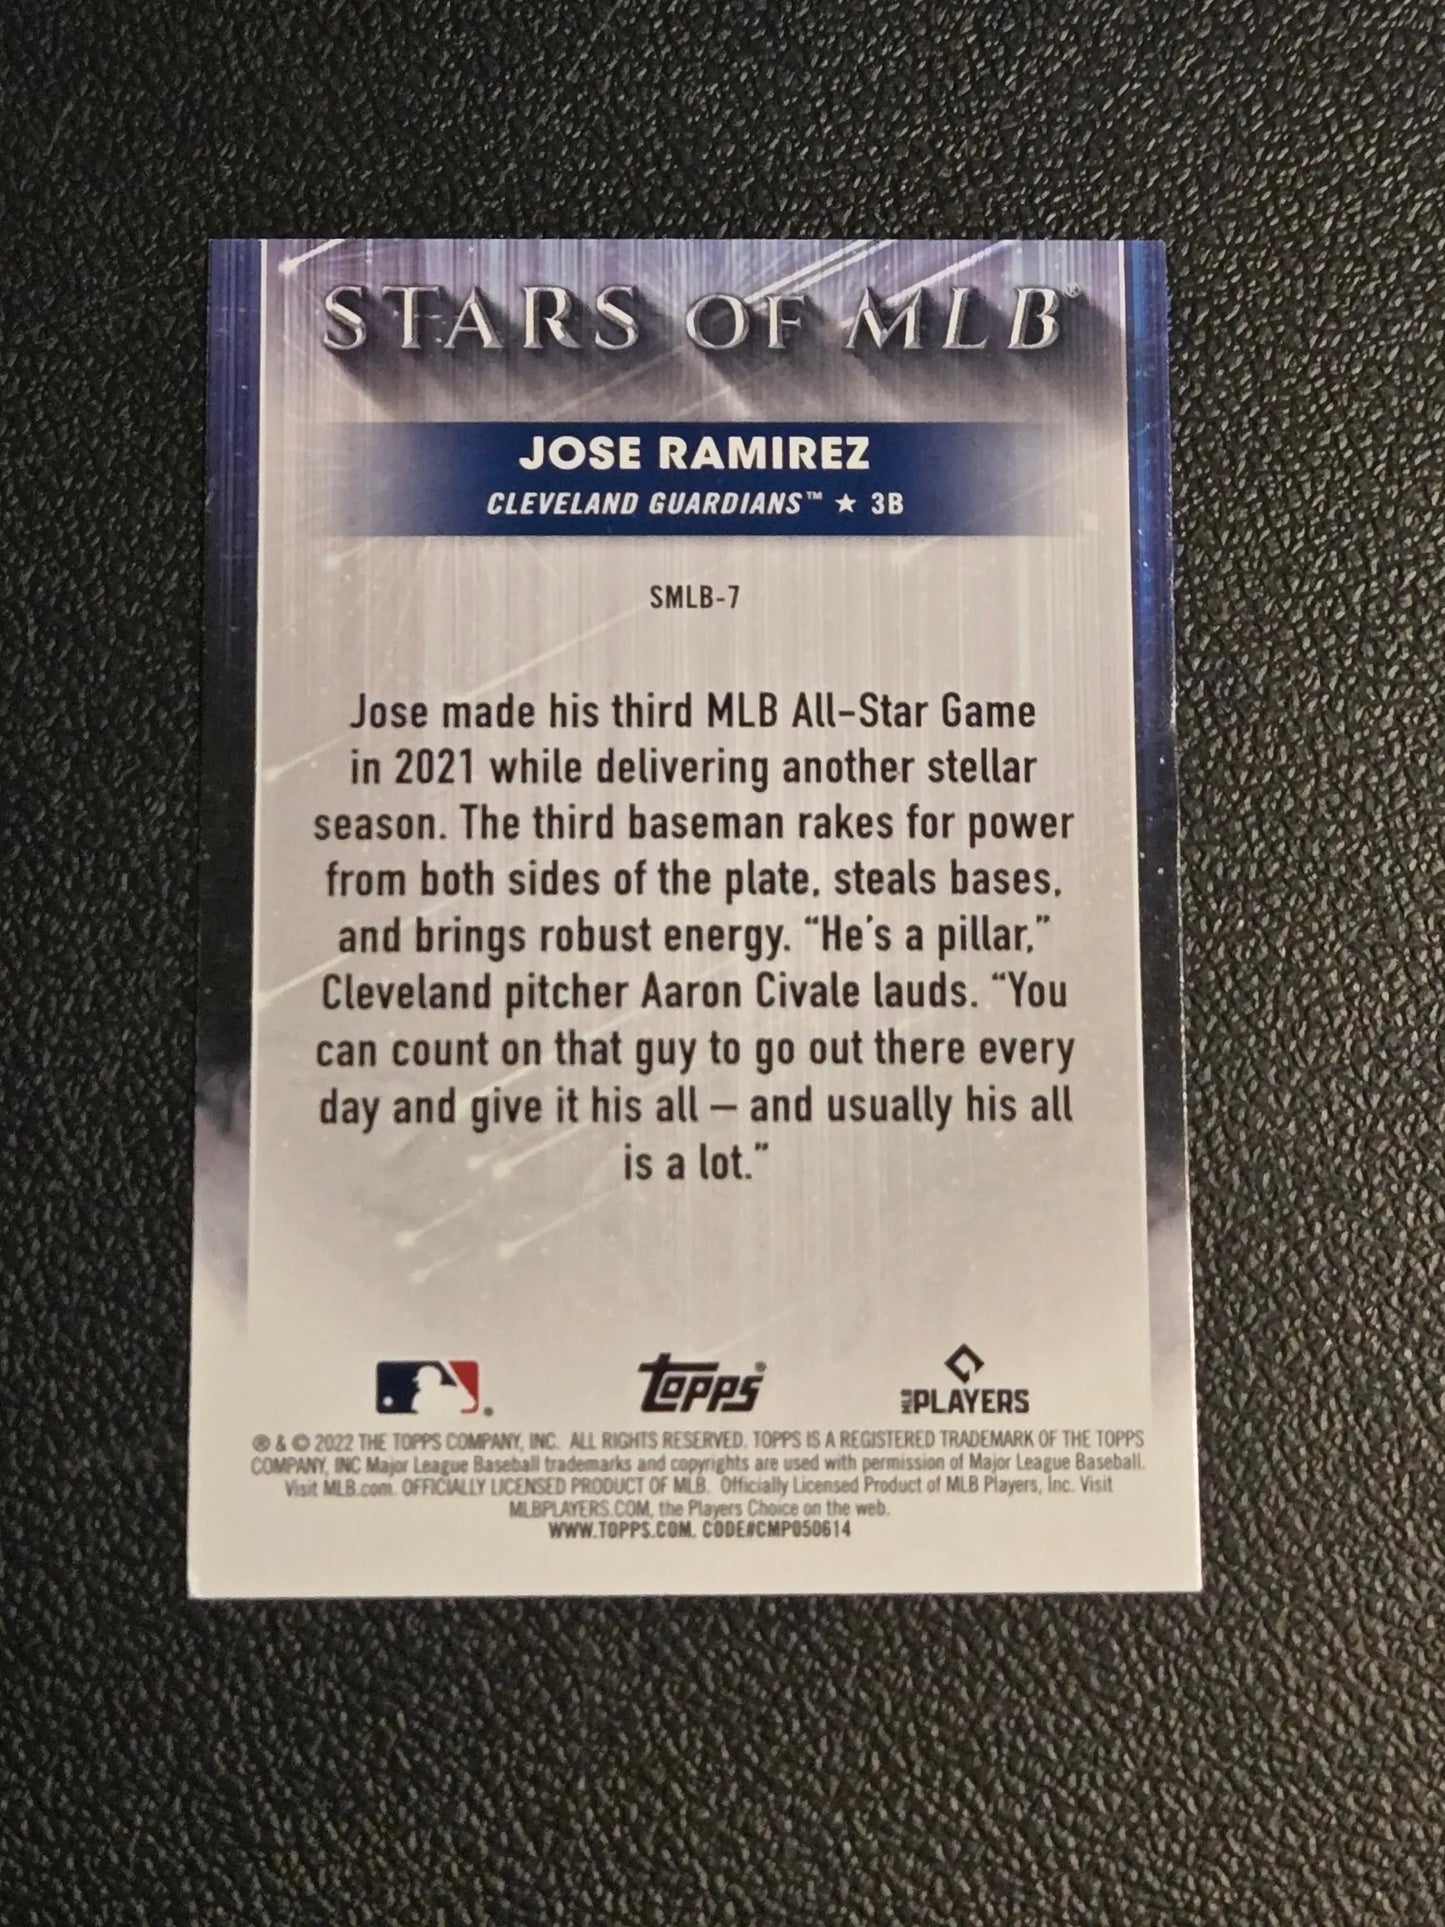 STARS OF MLB®
JOSE RAMIREZ
CLEVELAND GUARDIANS™ ★ 3B
SMLB-7
Jose made his third MLB All-Star Game
in 2021 while delivering another stellar
season. The third baseman rakes for power
from both sides of the plate, steals bases,
and brings robust energy. “He’s a pillar,”
Cleveland pitcher Aaron Civale lauds. “You
can count on that guy to go out there every
day and give it his all – and usually his all
is a lot.”
topps®
MLB PLAYERS
® & © 2022 THE TOPPS COMPANY, INC. ALL RIGHTS RESERVED. TOPPS IS A REGISTERED TRADEMARK OF THE TOPPS
COMPANY, INC Major League Baseball trademarks and copyrights are used with permission of Major League Baseball.
Visit MLB.com. OFFICIALLY LICENSED PRODUCT OF MLB. Officially Licensed Product of MLB Players, Inc. Visit
MLBPLAYERS.COM, the Players Choice on the web.
WWW.TOPPS.COM. CODE#CMP050614